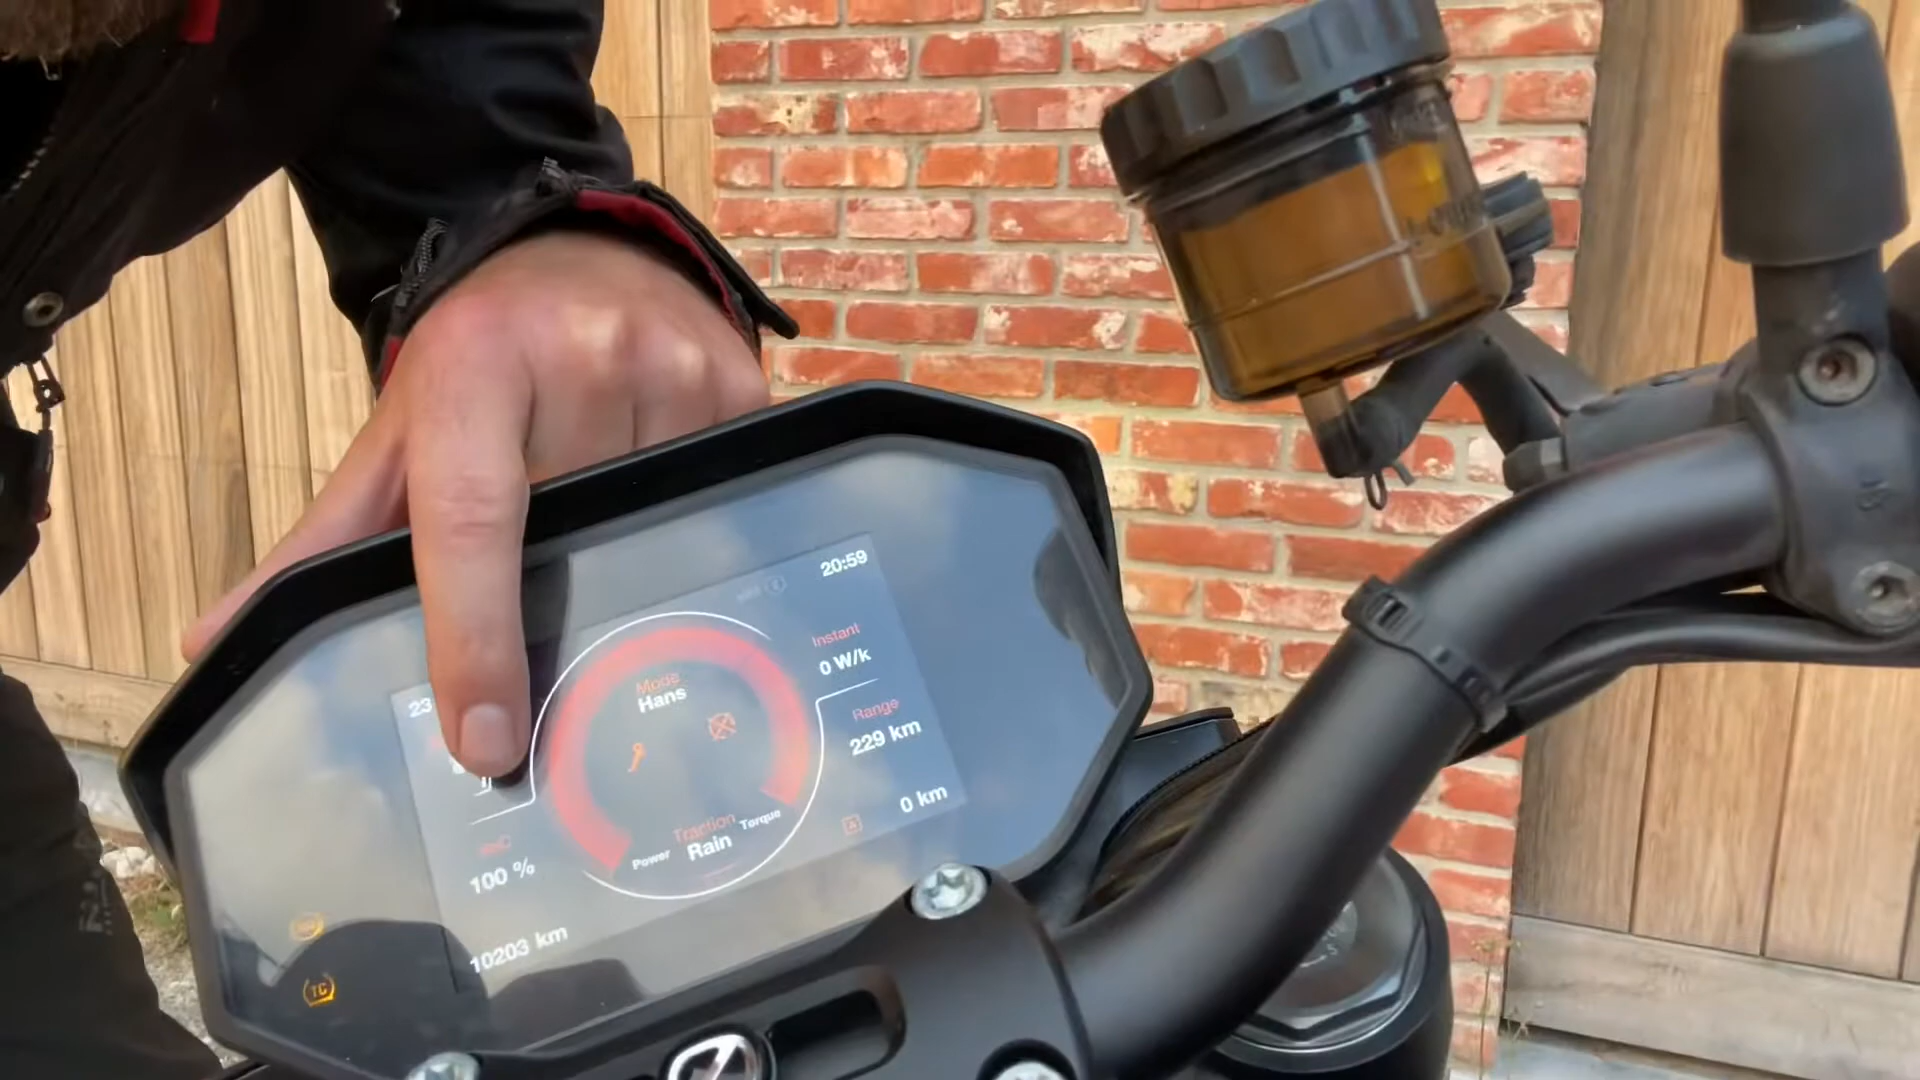 20:59
Instant
0 W/k
Mode
Hans
23
Range
229 km
Traction
Rain
Power
Torque
0 km
SoC
100 %
10203 km
TC